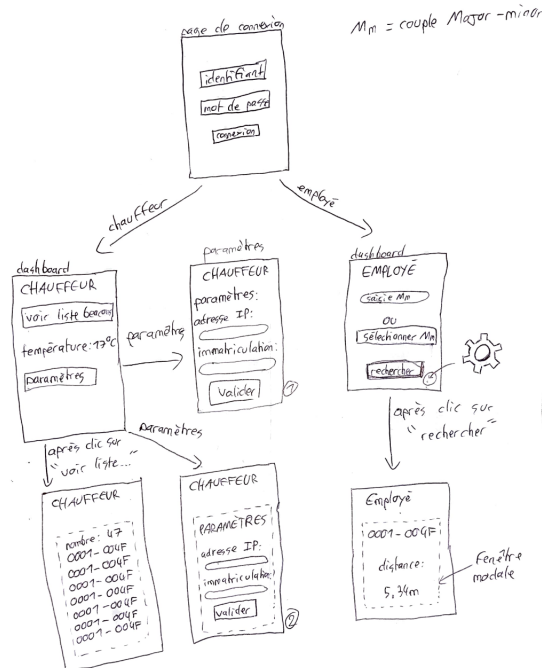 page de connexion
Mm = couple Major-minor
identifiant
mot de passe
connexion
chauffeur
employé
dashboard
CHAUFFEUR
voir liste beacons
température: 17°C
paramètres
paramètres
paramètres
CHAUFFEUR
paramètres:
adresse IP:
immatriculation:
Valider
1
dashboard
EMPLOYÉ
saisie Mm
OU
sélectionner Mm
rechercher
après clic sur
"rechercher"
après clic sur
"voir liste..."
paramètres
CHAUFFEUR
nombre: 47
0001-004F
0001-004F
0001-004F
0001-004F
0001-004F
0001-004F
0001-004F
CHAUFFEUR
PARAMÈTRES
adresse IP:
immatriculation:
valider
2
Employé
0001-004F
distance:
5,34m
Fenêtre
modale